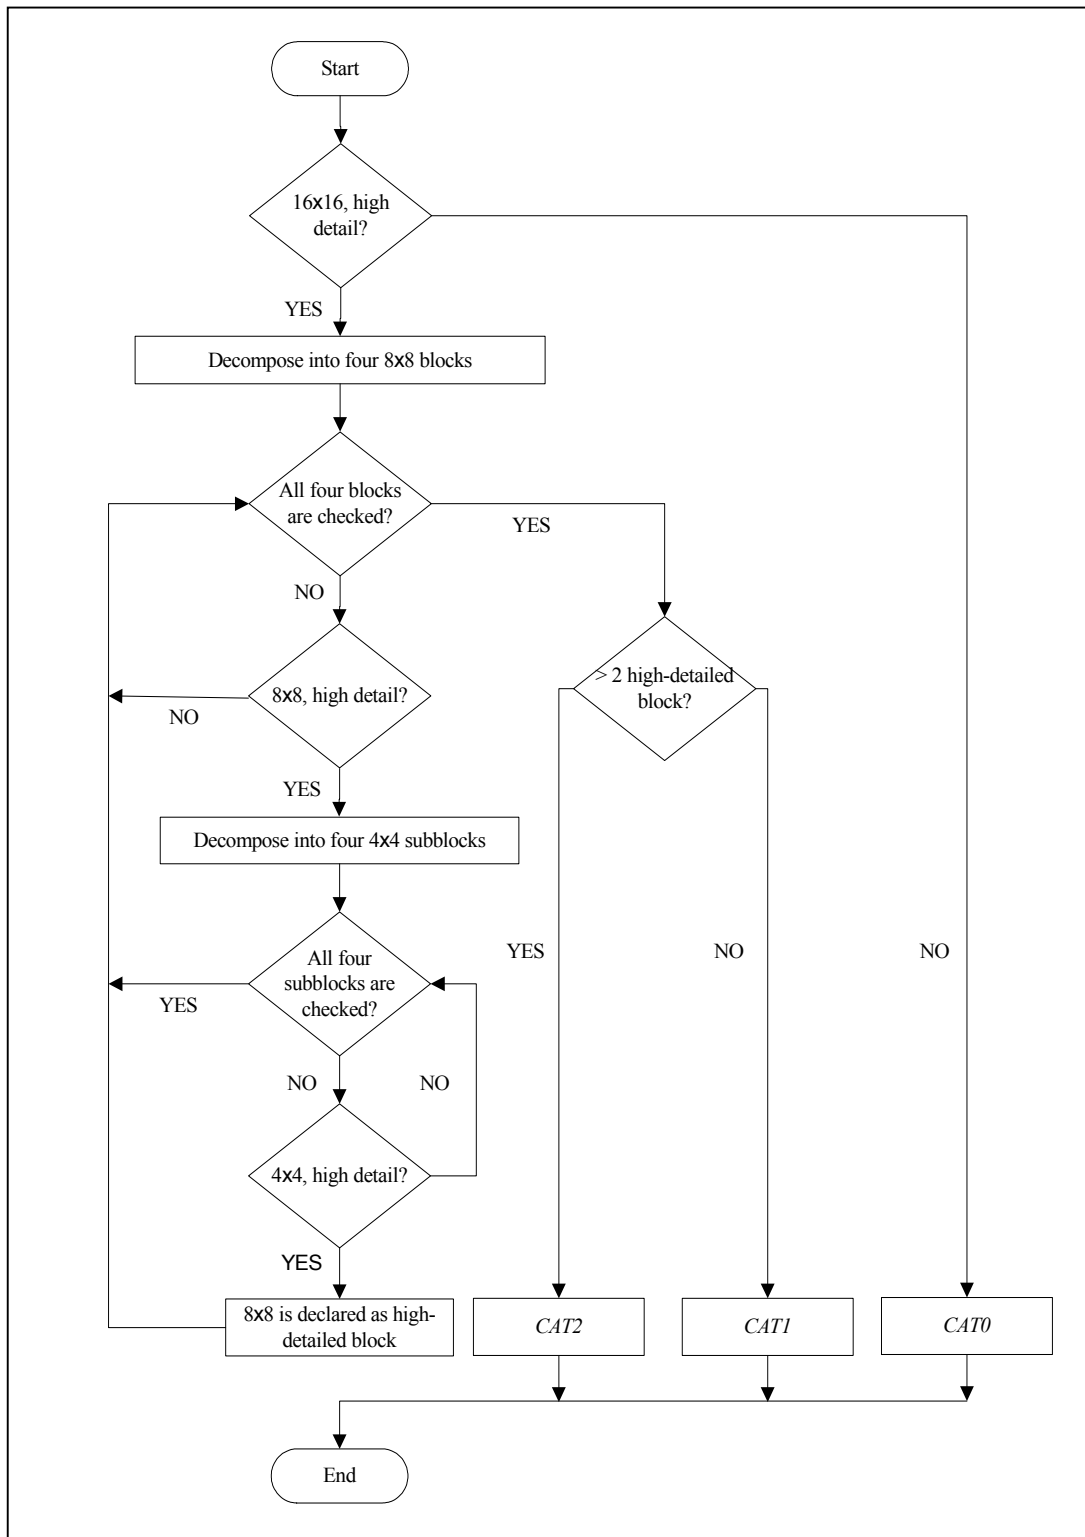 Start
16x16, high
detail?
YES
Decompose into four 8x8 blocks
All four blocks
are checked?
YES
NO
> 2 high-detailed
block?
8x8, high detail?
NO
YES
Decompose into four 4x4 subblocks
All four
subblocks are
checked?
YES
NO
NO
YES
NO
NO
4x4, high detail?
YES
8x8 is declared as high-
detailed block
CAT2
CAT1
CAT0
End